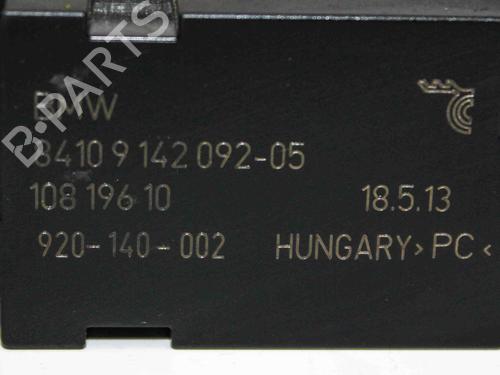 B-PARTS
BMW
8410 9 142 092-05
108 196 10
18.5.13
920-140-002
HUNGARY >PC<